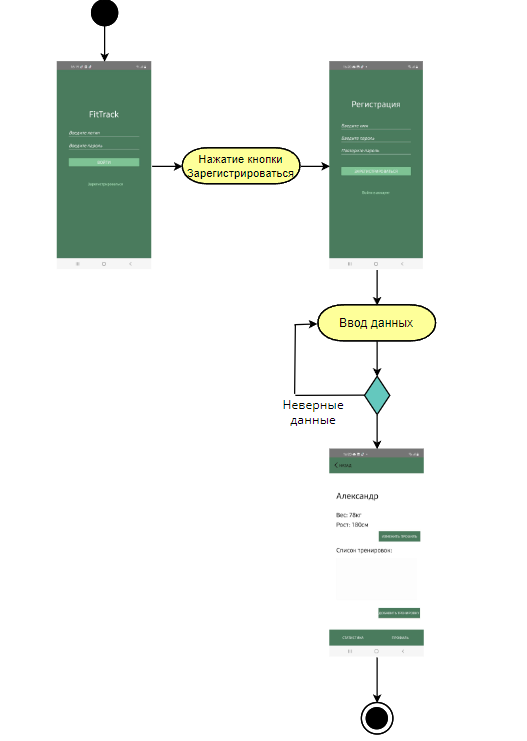 FitTrack
Введите логин
Введите пароль
ВОЙТИ
Зарегистрироваться
Нажатие кнопки
Зарегистрироваться
Регистрация
Введите имя
Введите пароль
Повторите пароль
ЗАРЕГИСТРИРОВАТЬСЯ
Войти в аккаунт
Ввод данных
Неверные
данные
Александр
Вес: 78кг
Рост: 180см
ИЗМЕНИТЬ ПРОФИЛЬ
Список тренировок:
ДОБАВИТЬ ТРЕНИРОВКУ
СТАТИСТИКА ПРОФИЛЬ